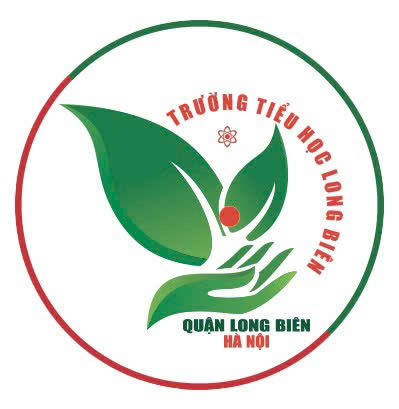 TRƯỜNG TIỂU HỌC LONG BIÊN
QUẬN LONG BIÊN
HÀ NỘI